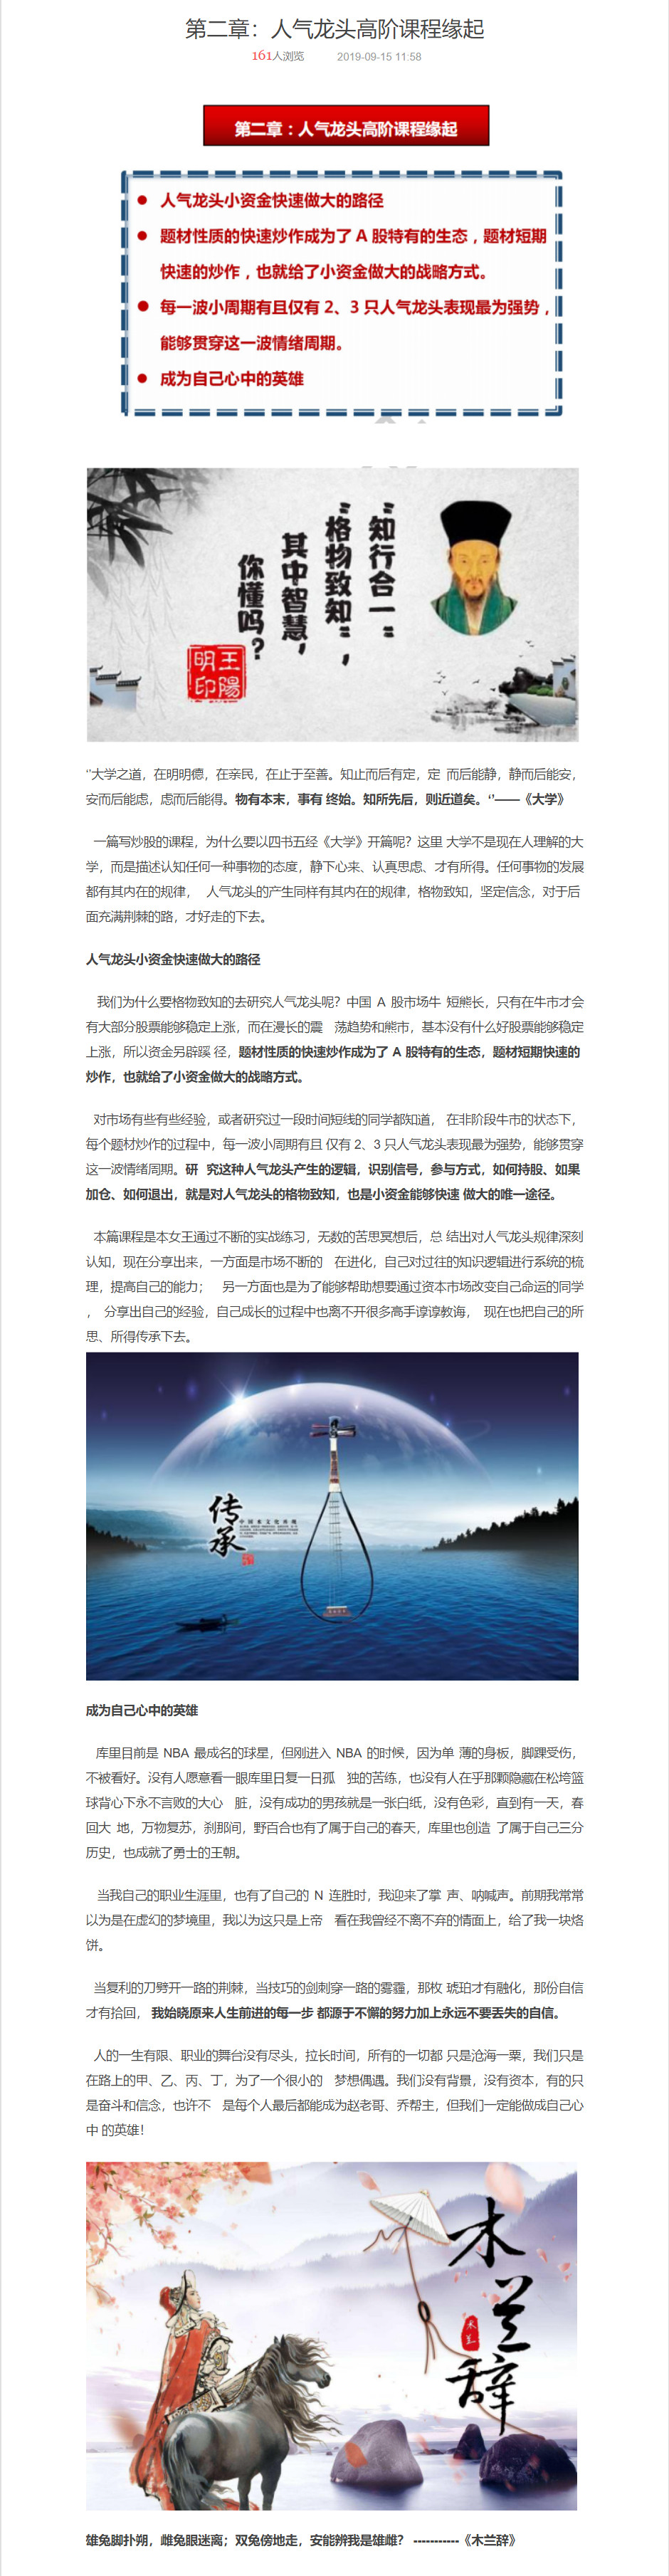 第二章：人气龙头高阶课程缘起
161人浏览 2019-09-15 11:58
第二章：人气龙头高阶课程缘起
● 人气龙头小资金快速做大的路径
● 题材性质的快速炒作成为了 A 股特有的生态，题材短期
快速的炒作，也就给了小资金做大的战略方式。
● 每一波小周期有且仅有 2、3 只人气龙头表现最为强势，
能够贯穿这一波情绪周期。
● 成为自己心中的英雄
“知行合一”
“格物致知”，
其中智慧，
你懂吗？
王陽明印
‘’大学之道，在明明德，在亲民，在止于至善。知止而后有定，定 而后能静，静而后能安，
安而后能虑，虑而后能得。物有本末，事有 终始。知所先后，则近道矣。‘’——《大学》
一篇写炒股的课程，为什么要以四书五经《大学》开篇呢？这里 大学不是现在人理解的大
学，而是描述认知任何一种事物的态度，静下心来、认真思虑、才有所得。任何事物的发展
都有其内在的规律， 人气龙头的产生同样有其内在的规律，格物致知，坚定信念，对于后
面充满荆棘的路，才好走的下去。
人气龙头小资金快速做大的路径
我们为什么要格物致知的去研究人气龙头呢？中国 A 股市场牛 短熊长，只有在牛市才会
有大部分股票能够稳定上涨，而在漫长的震 荡趋势和熊市，基本没有什么好股票能够稳定
上涨，所以资金另辟蹊 径，题材性质的快速炒作成为了 A 股特有的生态，题材短期快速的
炒作，也就给了小资金做大的战略方式。
对市场有些有些经验，或者研究过一段时间短线的同学都知道， 在非阶段牛市的状态下，
每个题材炒作的过程中，每一波小周期有且 仅有 2、3 只人气龙头表现最为强势，能够贯穿
这一波情绪周期。研 究这种人气龙头产生的逻辑，识别信号，参与方式，如何持股、如果
加仓、如何退出，就是对人气龙头的格物致知，也是小资金能够快速 做大的唯一途径。
本篇课程是本女王通过不断的实战练习，无数的苦思冥想后，总 结出对人气龙头规律深刻
认知，现在分享出来，一方面是市场不断的 在进化，自己对过往的知识逻辑进行系统的梳
理，提高自己的能力； 另一方面也是为了能够帮助想要通过资本市场改变自己命运的同学
， 分享出自己的经验，自己成长的过程中也离不开很多高手谆谆教诲， 现在也把自己的所
思、所得传承下去。
传承
成为自己心中的英雄
库里目前是 NBA 最成名的球星，但刚进入 NBA 的时候，因为单 薄的身板，脚踝受伤，
不被看好。没有人愿意看一眼库里日复一日孤 独的苦练，也没有人在乎那颗隐藏在松垮篮
球背心下永不言败的大心 脏，没有成功的男孩就是一张白纸，没有色彩，直到有一天，春
回大 地，万物复苏，刹那间，野百合也有了属于自己的春天，库里也创造 了属于自己三分
历史，也成就了勇士的王朝。
当我自己的职业生涯里，也有了自己的 N 连胜时，我迎来了掌 声、呐喊声。前期我常常
以为是在虚幻的梦境里，我以为这只是上帝 看在我曾经不离不弃的情面上，给了我一块烙
饼。
当复利的刀劈开一路的荆棘，当技巧的剑刺穿一路的雾霾，那枚 琥珀才有融化，那份自信
才有拾回， 我始晓原来人生前进的每一步 都源于不懈的努力加上永远不要丢失的自信。
人的一生有限、职业的舞台没有尽头，拉长时间，所有的一切都 只是沧海一粟，我们只是
在路上的甲、乙、丙、丁，为了一个很小的 梦想偶遇。我们没有背景，没有资本，有的只
是奋斗和信念，也许不 是每个人最后都能成为赵老哥、乔帮主，但我们一定能做成自己心
中 的英雄！
木兰辞
木兰
雄兔脚扑朔，雌兔眼迷离；双兔傍地走，安能辨我是雄雌？ -----------《木兰辞》